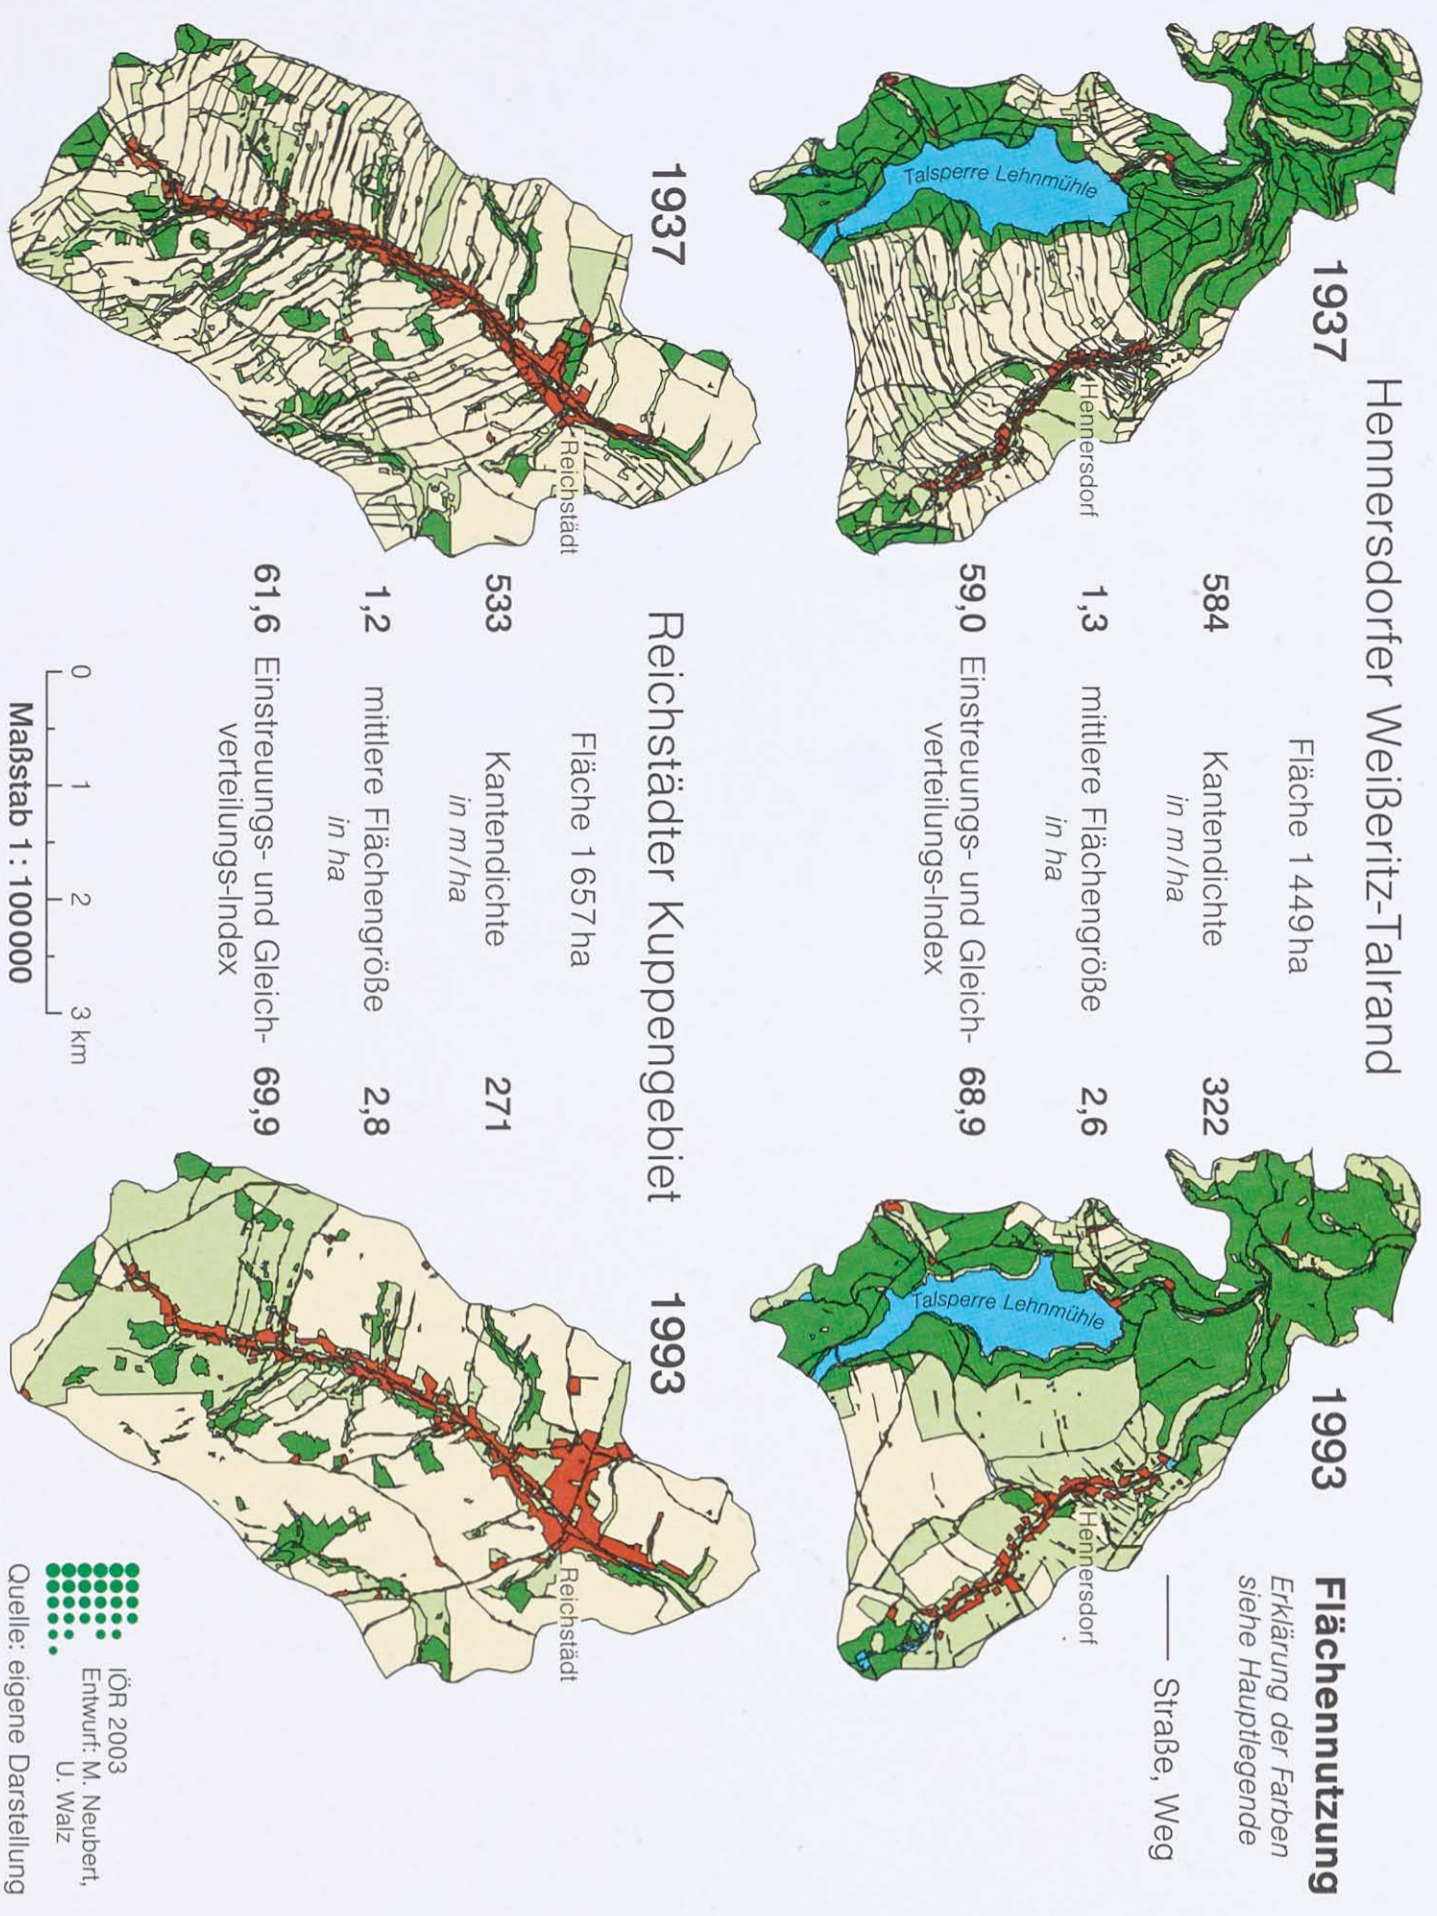 Hennersdorfer Weißeritz-Talrand
1937
1993
Flächennutzung
Erklärung der Farben
siehe Hauptlegende
Straße, Weg
Fläche 1 449 ha
584 Kantendichte 322
in m/ha
1,3 mittlere Flächengröße 2,6
in ha
59,0 Einstreuungs- und Gleich- 68,9
verteilungs-Index
Talsperre Lehnmühle
Hennersdorf
Talsperre Lehnmühle
Hennersdorf
Reichstädter Kuppengebiet
1937
1993
Fläche 1 657 ha
533 Kantendichte 271
in m/ha
1,2 mittlere Flächengröße 2,8
in ha
61,6 Einstreuungs- und Gleich- 69,9
verteilungs-Index
Reichstädt
Reichstädt
0 1 2 3 km
Maßstab 1 : 100 000
IÖR 2003
Entwurf: M. Neubert,
U. Walz
Quelle: eigene Darstellung